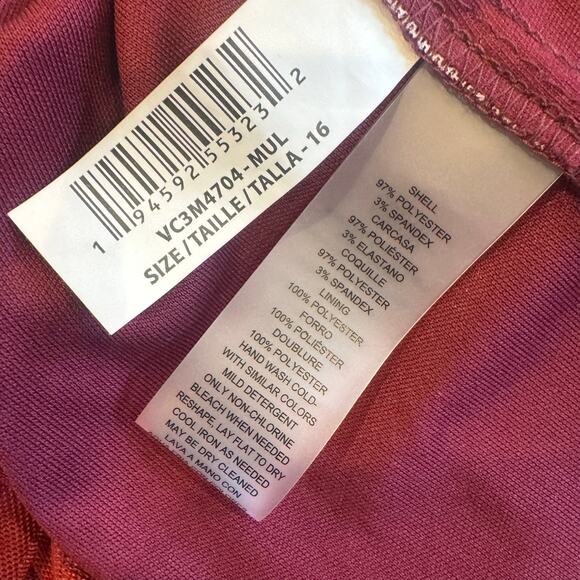 1 94592 55323 2
VC3M4704-MUL
SIZE/TAILLE/TALLA-16
SHELL
97% POLYESTER
3% SPANDEX
CARCASA
97% POLIÉSTER
3% ELASTANO
COQUILLE
97% POLYESTER
3% SPANDEX
LINING
100% POLYESTER
FORRO
100% POLIÉSTER
DOUBLURE
100% POLYESTER
HAND WASH COLD-
WITH SIMILAR COLORS
MILD DETERGENT
ONLY NON-CHLORINE
BLEACH WHEN NEEDED
RESHAPE, LAY FLAT TO DRY
COOL IRON AS NEEDED
MAY BE DRY CLEANED
LAVA A MANO CON